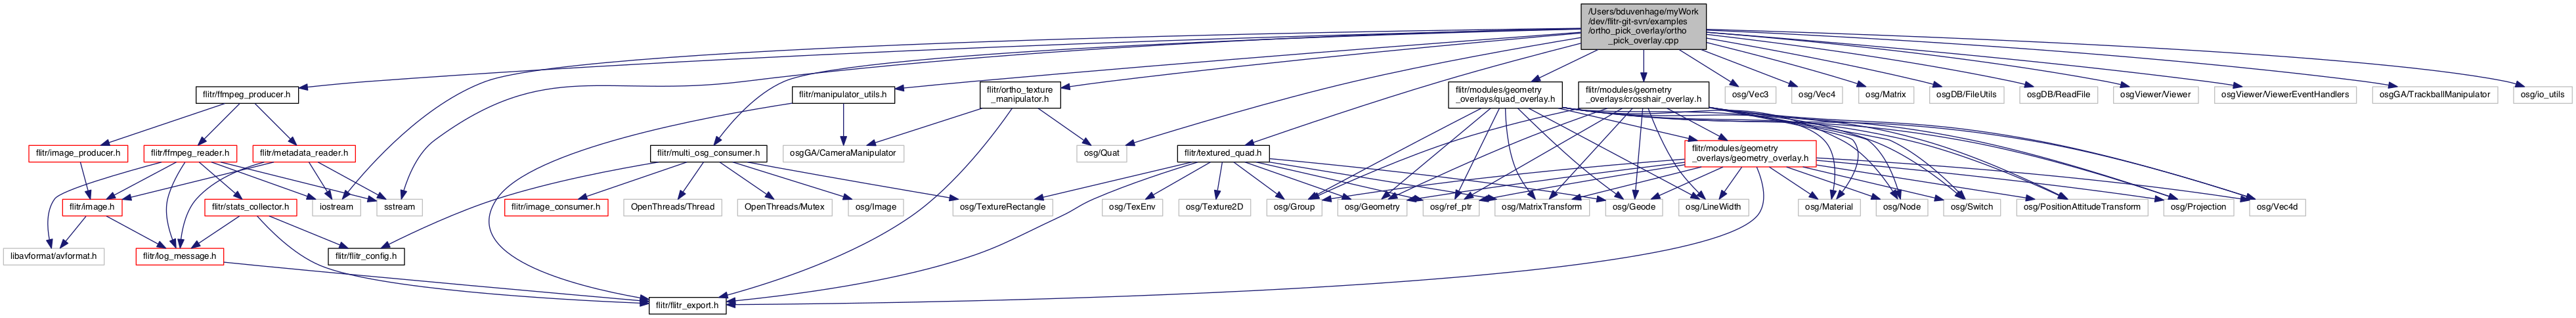 /Users/bduvenhage/myWork
/dev/flitr-git-svn/examples
/ortho_pick_overlay/ortho
_pick_overlay.cpp
flitr/ffmpeg_producer.h
flitr/manipulator_utils.h
flitr/ortho_texture
_manipulator.h
flitr/modules/geometry
_overlays/quad_overlay.h
flitr/modules/geometry
_overlays/crosshair_overlay.h
osg/Vec3
osg/Vec4
osg/Matrix
osgDB/FileUtils
osgDB/ReadFile
osgViewer/Viewer
osgViewer/ViewerEventHandlers
osgGA/TrackballManipulator
osg/io_utils
flitr/image_producer.h
flitr/ffmpeg_reader.h
flitr/metadata_reader.h
flitr/multi_osg_consumer.h
osgGA/CameraManipulator
osg/Quat
flitr/textured_quad.h
flitr/modules/geometry
_overlays/geometry_overlay.h
flitr/image.h
flitr/stats_collector.h
iostream
sstream
flitr/image_consumer.h
OpenThreads/Thread
OpenThreads/Mutex
osg/Image
osg/TextureRectangle
osg/TexEnv
osg/Texture2D
osg/Group
osg/Geometry
osg/ref_ptr
osg/MatrixTransform
osg/Geode
osg/LineWidth
osg/Material
osg/Node
osg/Switch
osg/PositionAttitudeTransform
osg/Projection
osg/Vec4d
libavformat/avformat.h
flitr/log_message.h
flitr/flitr_config.h
flitr/flitr_export.h